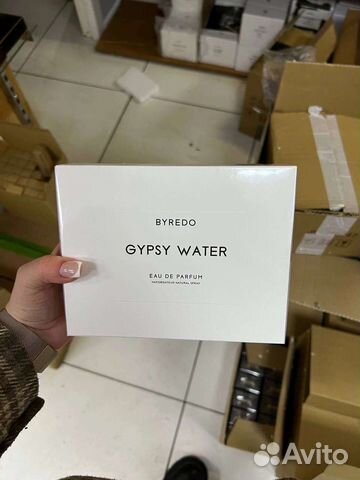 BYREDO
GYPSY WATER
EAU DE PARFUM
VAPORISATEUR NATURAL SPRAY
Avito